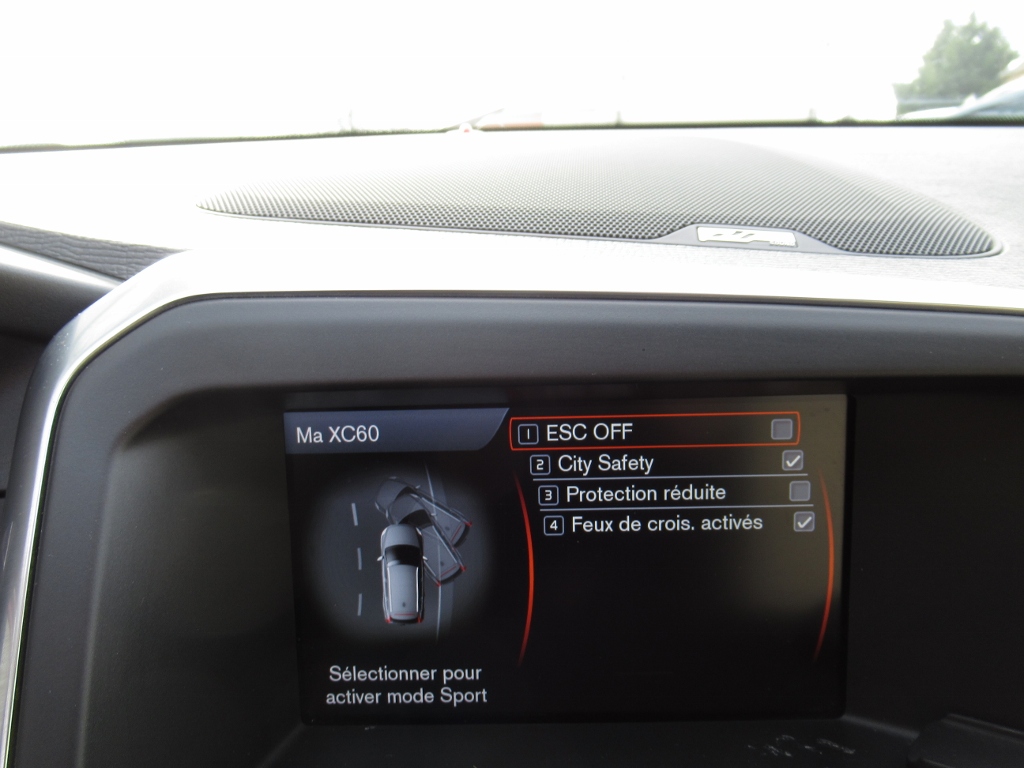 Ma XC60
1 ESC OFF
2 City Safety
3 Protection réduite
4 Feux de crois. activés
Sélectionner pour
activer mode Sport